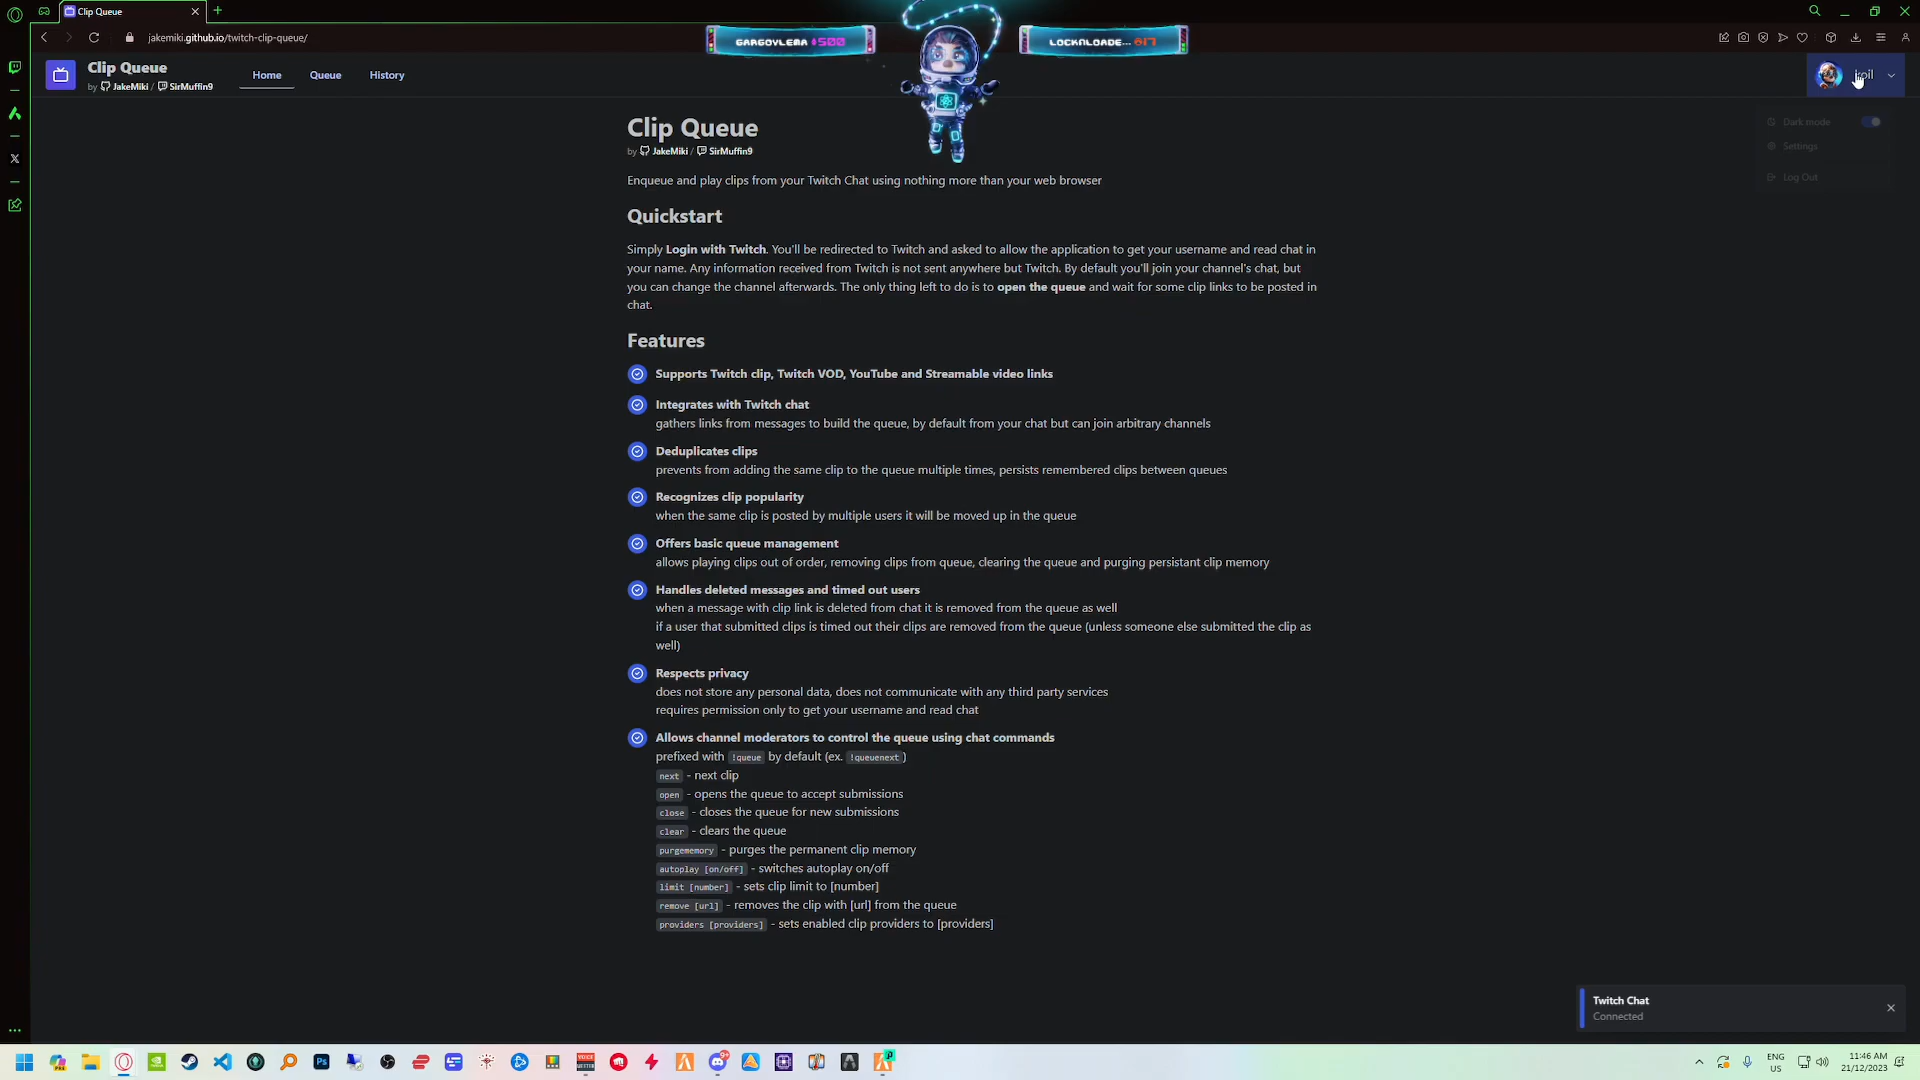 Clip Queue
jakemiki.github.io/twitch-clip-queue/
GARGOYLEMA 500
LOCKNLOADE... 617
Clip Queue
by JakeMiki / SirMuffin9
Home Queue History
Dark mode
Settings
Log Out
Clip Queue
by JakeMiki / SirMuffin9
Enqueue and play clips from your Twitch Chat using nothing more than your web browser
Quickstart
Simply Login with Twitch. You'll be redirected to Twitch and asked to allow the application to get your username and read chat in
your name. Any information received from Twitch is not sent anywhere but Twitch. By default you'll join your channel's chat, but
you can change the channel afterwards. The only thing left to do is to open the queue and wait for some clip links to be posted in
chat.
Features
Supports Twitch clip, Twitch VOD, YouTube and Streamable video links
Integrates with Twitch chat
gathers links from messages to build the queue, by default from your chat but can join arbitrary channels
Deduplicates clips
prevents from adding the same clip to the queue multiple times, persists remembered clips between queues
Recognizes clip popularity
when the same clip is posted by multiple users it will be moved up in the queue
Offers basic queue management
allows playing clips out of order, removing clips from queue, clearing the queue and purging persistant clip memory
Handles deleted messages and timed out users
when a message with clip link is deleted from chat it is removed from the queue as well
if a user that submitted clips is timed out their clips are removed from the queue (unless someone else submitted the clip as
well)
Respects privacy
does not store any personal data, does not communicate with any third party services
requires permission only to get your username and read chat
Allows channel moderators to control the queue using chat commands
prefixed with !queue by default (ex. !queuenext)
next - next clip
open - opens the queue to accept submissions
close - closes the queue for new submissions
clear - clears the queue
purgememory - purges the permanent clip memory
autoplay [on/off] - switches autoplay on/off
limit [number] - sets clip limit to [number]
remove [url] - removes the clip with [url] from the queue
providers [providers] - sets enabled clip providers to [providers]
Twitch Chat
Connected
ENG
US
11:46 AM
21/12/2023